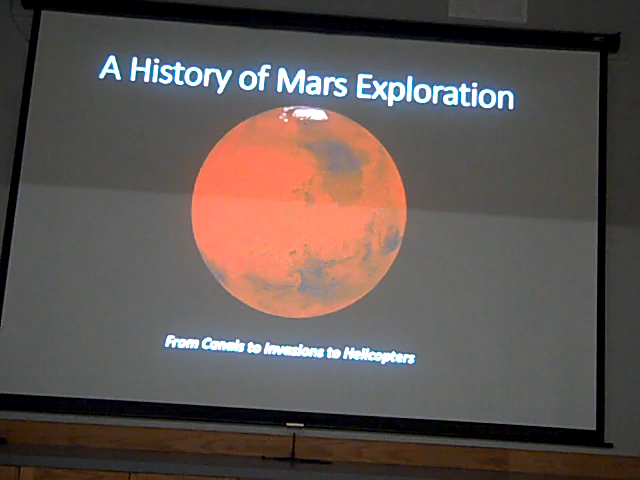 A History of Mars Exploration
From Canals to Invasions to Helicopters